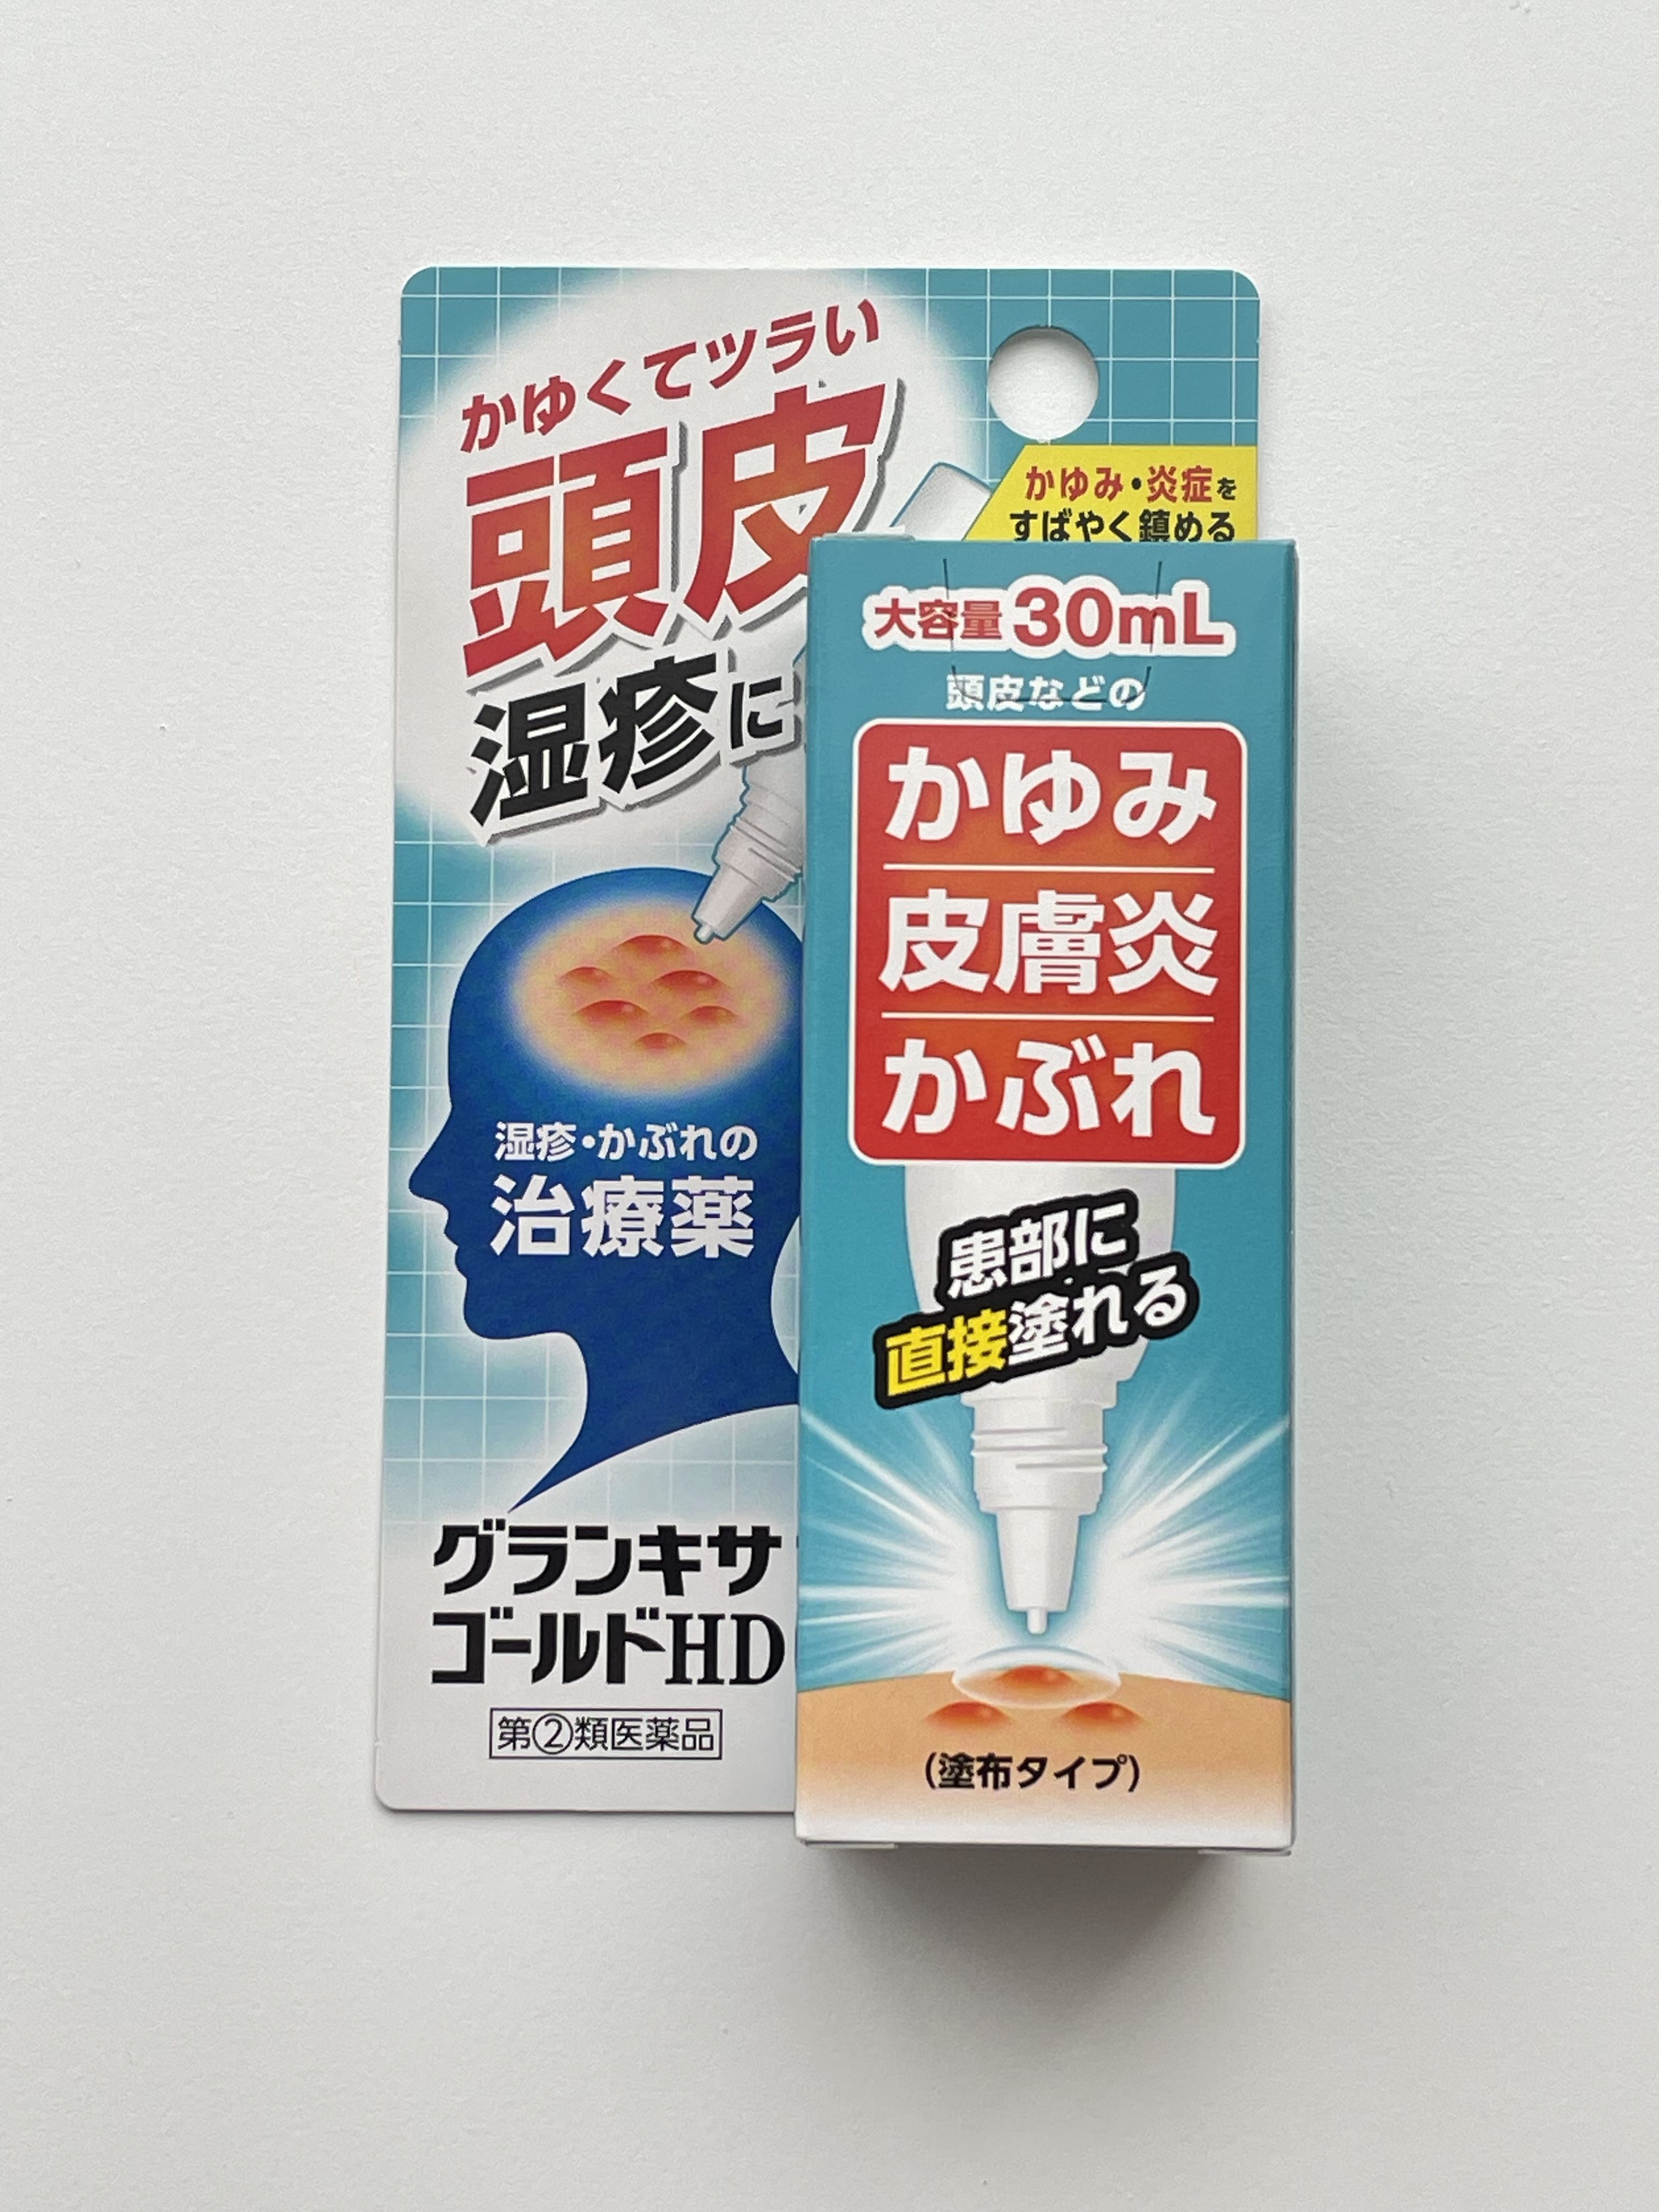 かゆくてツラい
頭皮
湿疹に
かゆみ・炎症を
すばやく鎮める
湿疹・かぶれの
治療薬
グランキサ
ゴールドHD
第②類医薬品
大容量30mL
頭皮などの
かゆみ
皮膚炎
かぶれ
患部に
直接塗れる
(塗布タイプ)